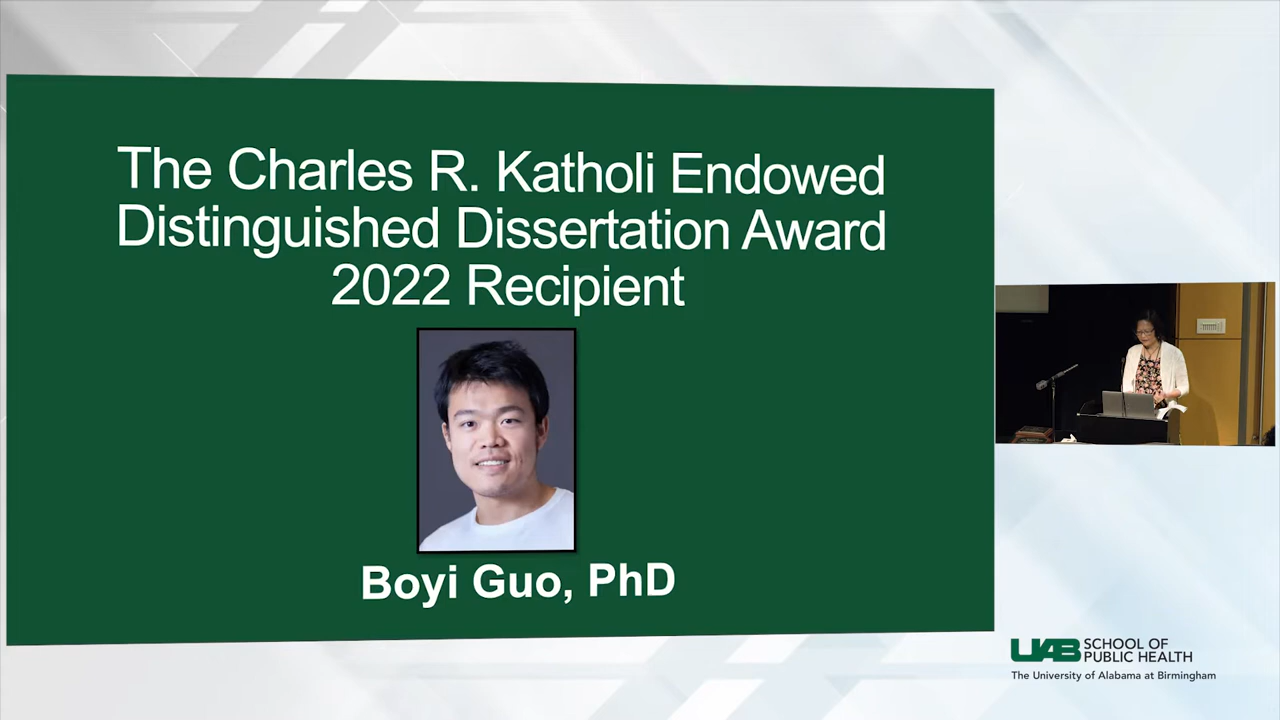 The Charles R. Katholi Endowed
Distinguished Dissertation Award
2022 Recipient
Boyi Guo, PhD
UAB SCHOOL OF
PUBLIC HEALTH
The University of Alabama at Birmingham